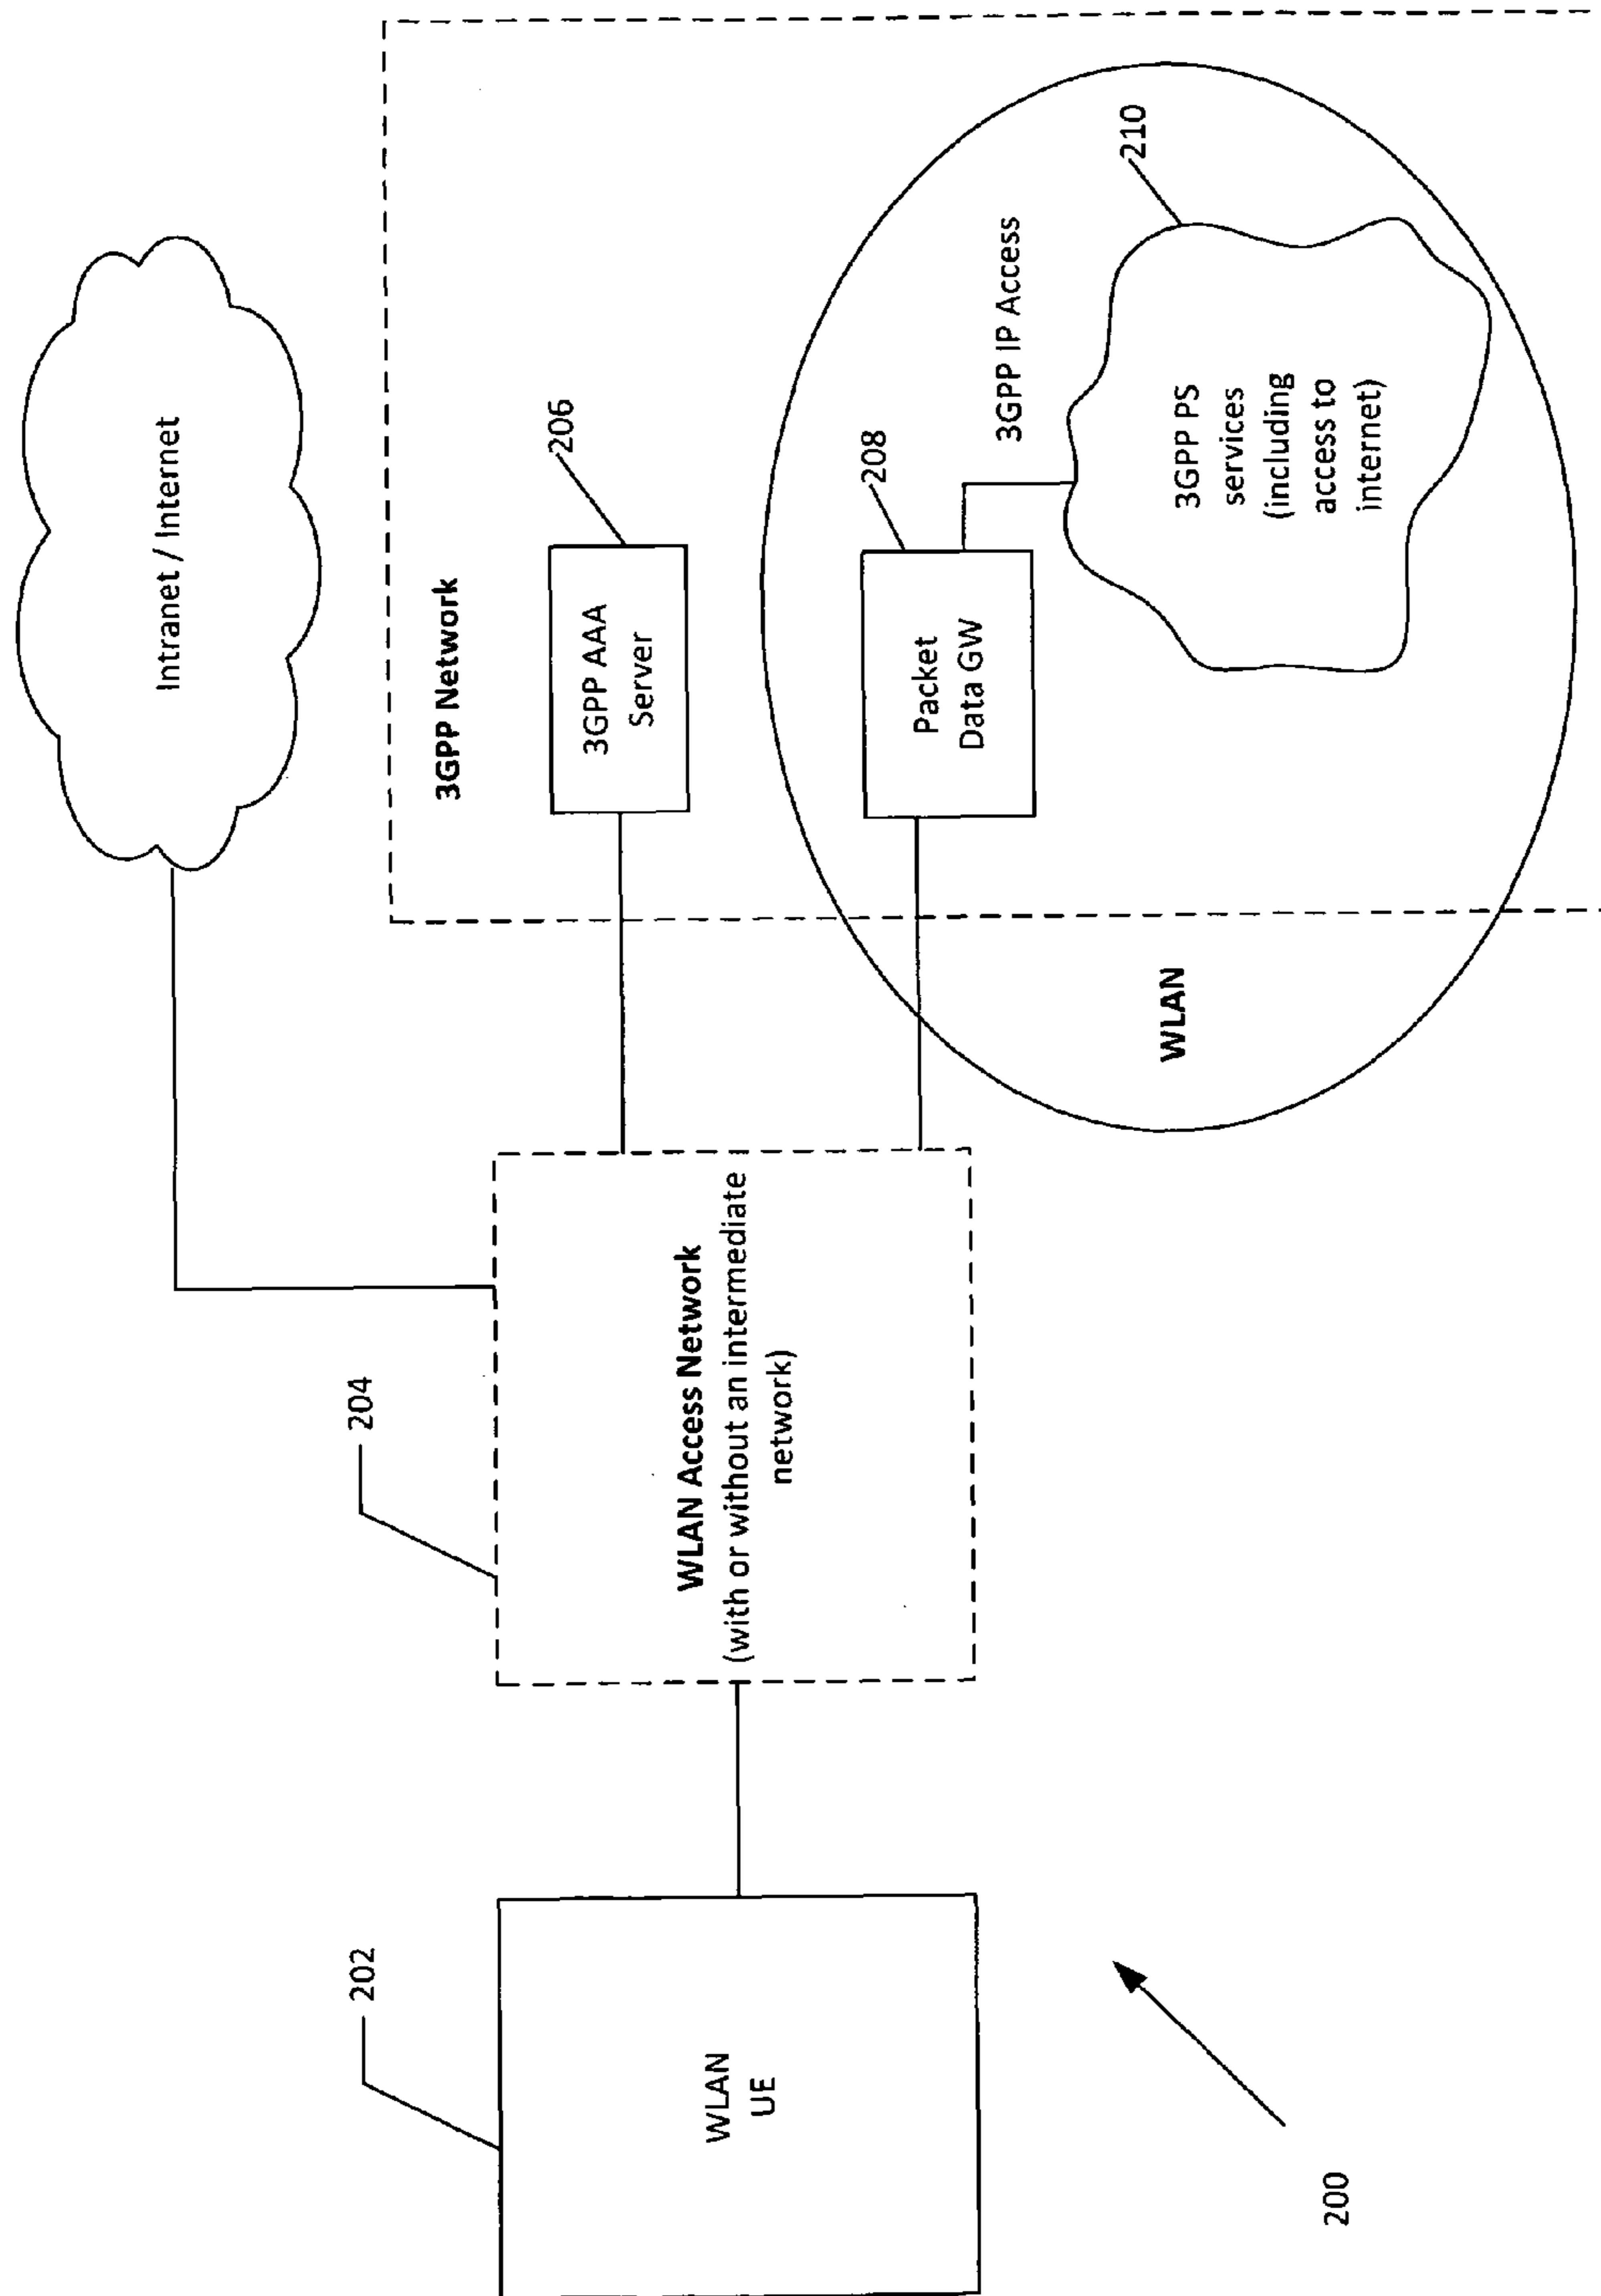 Intranet / Internet
3GPP Network
206
3GPP AAA
Server
208
Packet
Data GW
3GPP IP Access
210
3GPP PS
services
(including
access to
internet)
WLAN
204
WLAN Access Network
(with or without an intermediate
network)
202
WLAN
UE
200